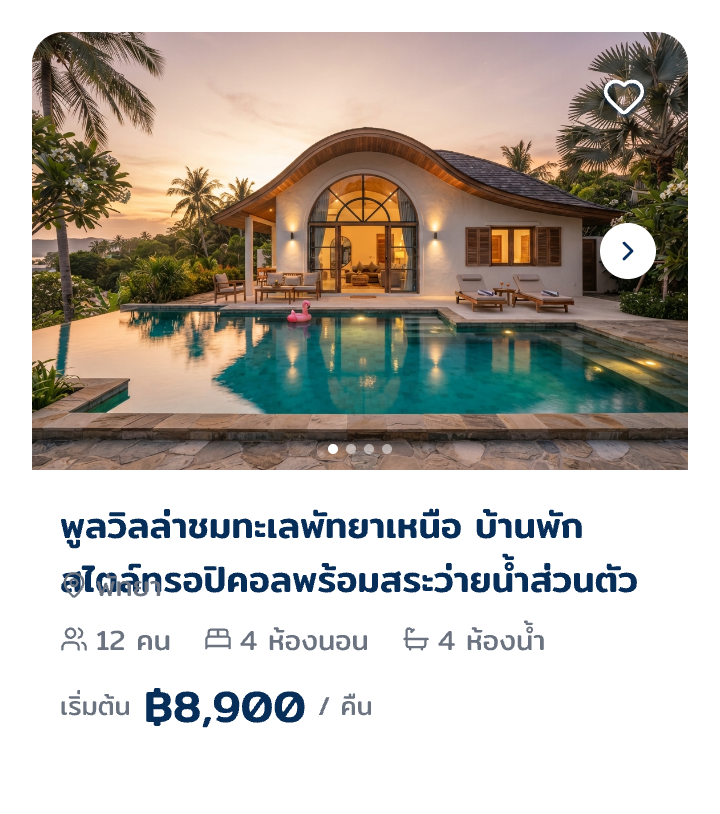 พูลวิลล่าชมทะเลพัทยาเหนือ บ้านพัก
สไตล์ทรอปิคอลพร้อมสระว่ายน้ำส่วนตัว
พัทยา
12 คน 4 ห้องนอน 4 ห้องน้ำ
เริ่มต้น ฿8,900 / คืน